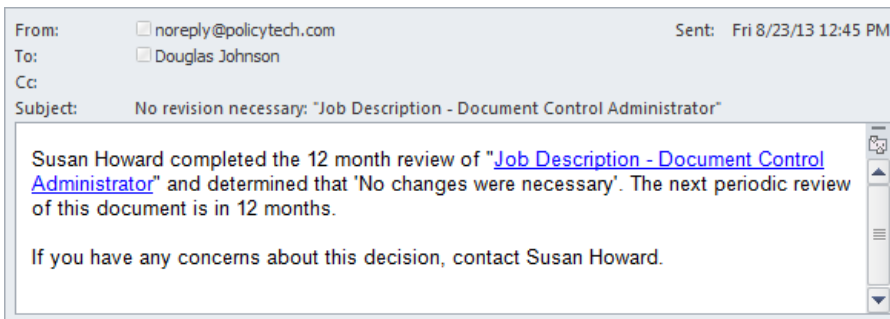 From: noreply@policytech.com Sent: Fri 8/23/13 12:45 PM
To: Douglas Johnson
Cc:
Subject: No revision necessary: "Job Description - Document Control Administrator"
Susan Howard completed the 12 month review of "Job Description - Document Control
Administrator" and determined that 'No changes were necessary'. The next periodic review
of this document is in 12 months.
If you have any concerns about this decision, contact Susan Howard.